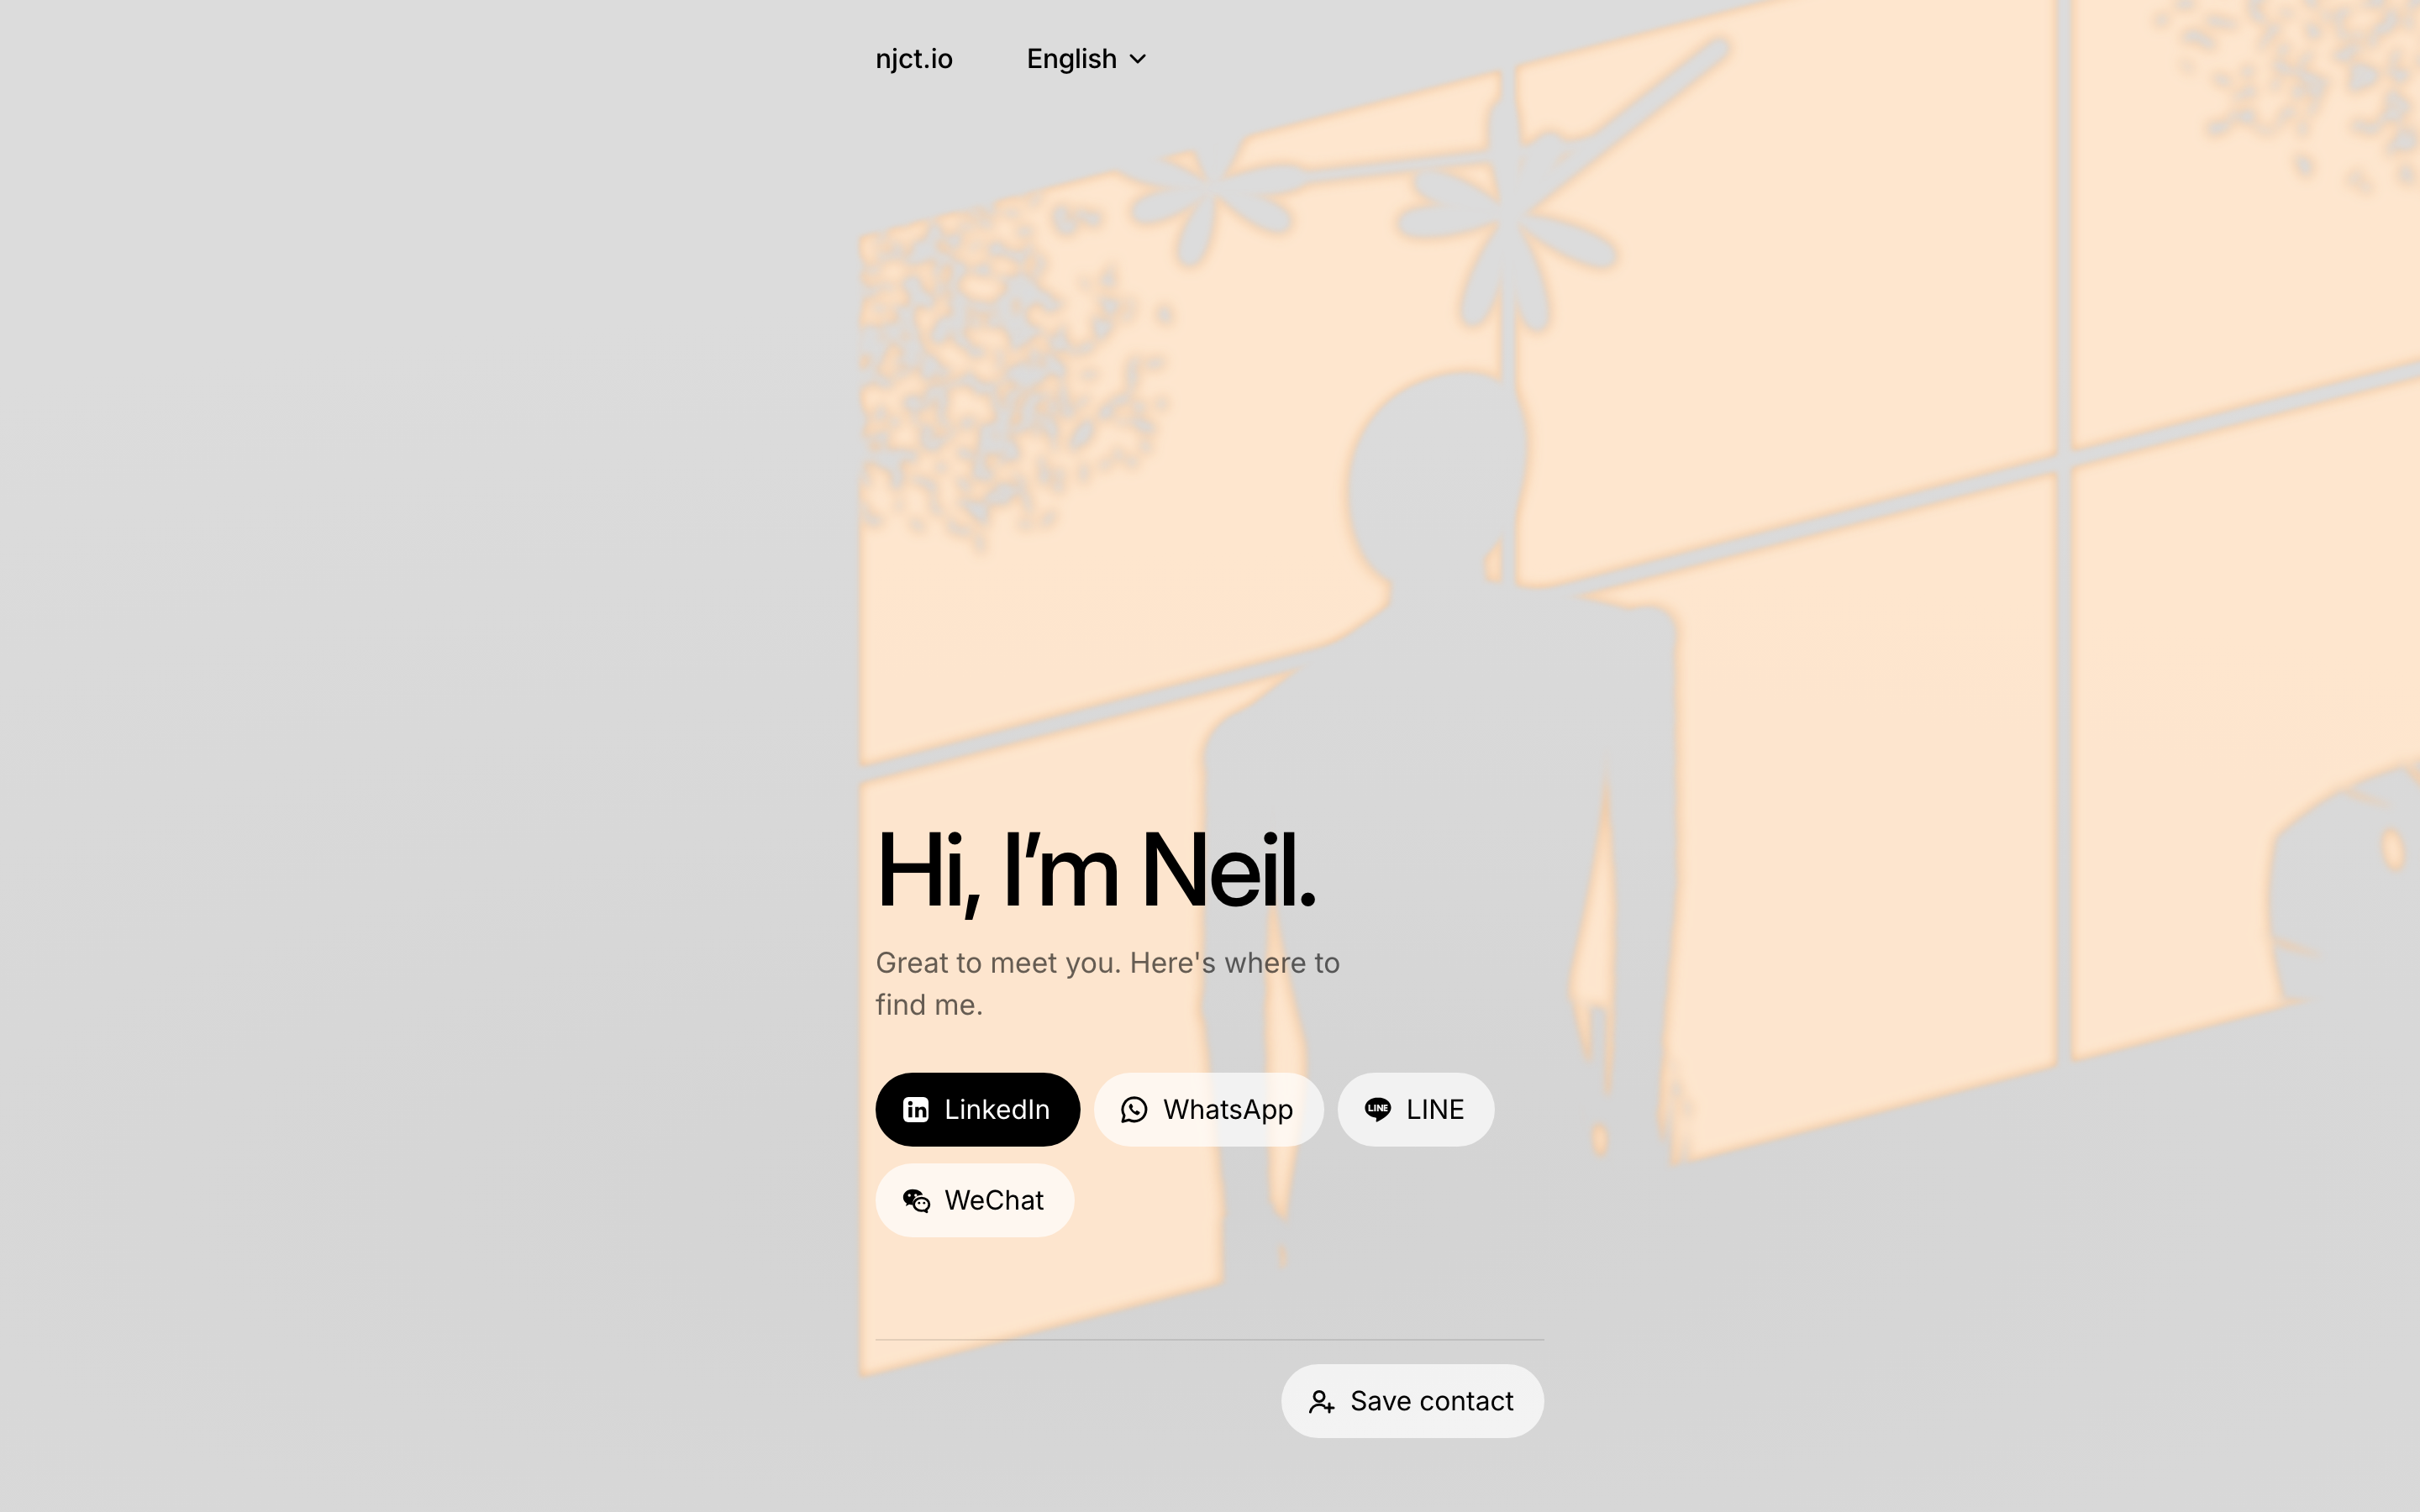 njct.io English
Hi, I’m Neil.
Great to meet you. Here's where to
find me.
LinkedIn WhatsApp LINE
WeChat
Save contact